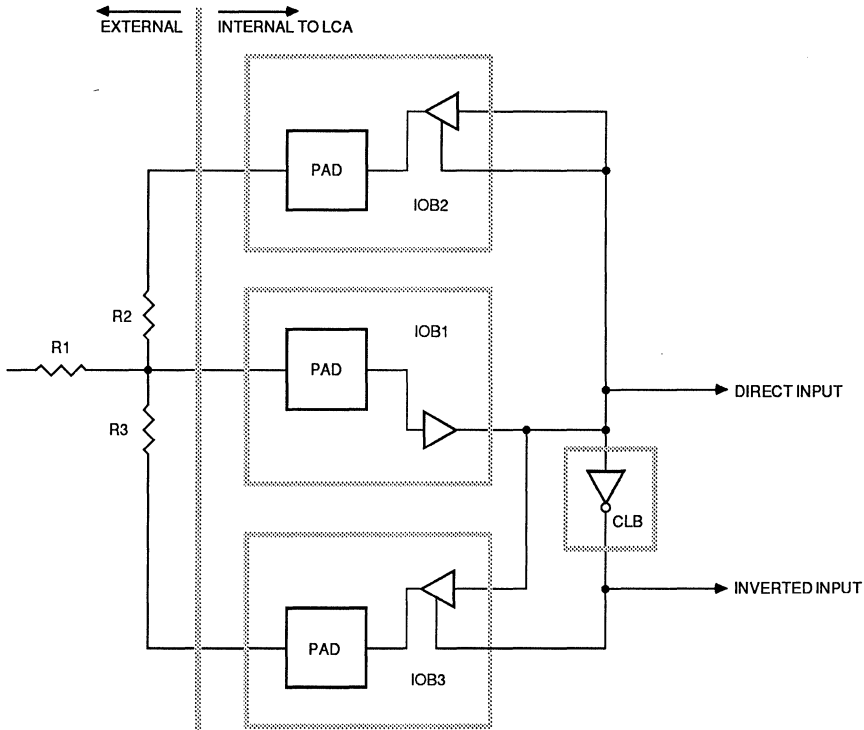 EXTERNAL
INTERNAL TO LCA
PAD
IOB2
R2
R1
IOB1
PAD
R3
DIRECT INPUT
CLB
INVERTED INPUT
PAD
IOB3